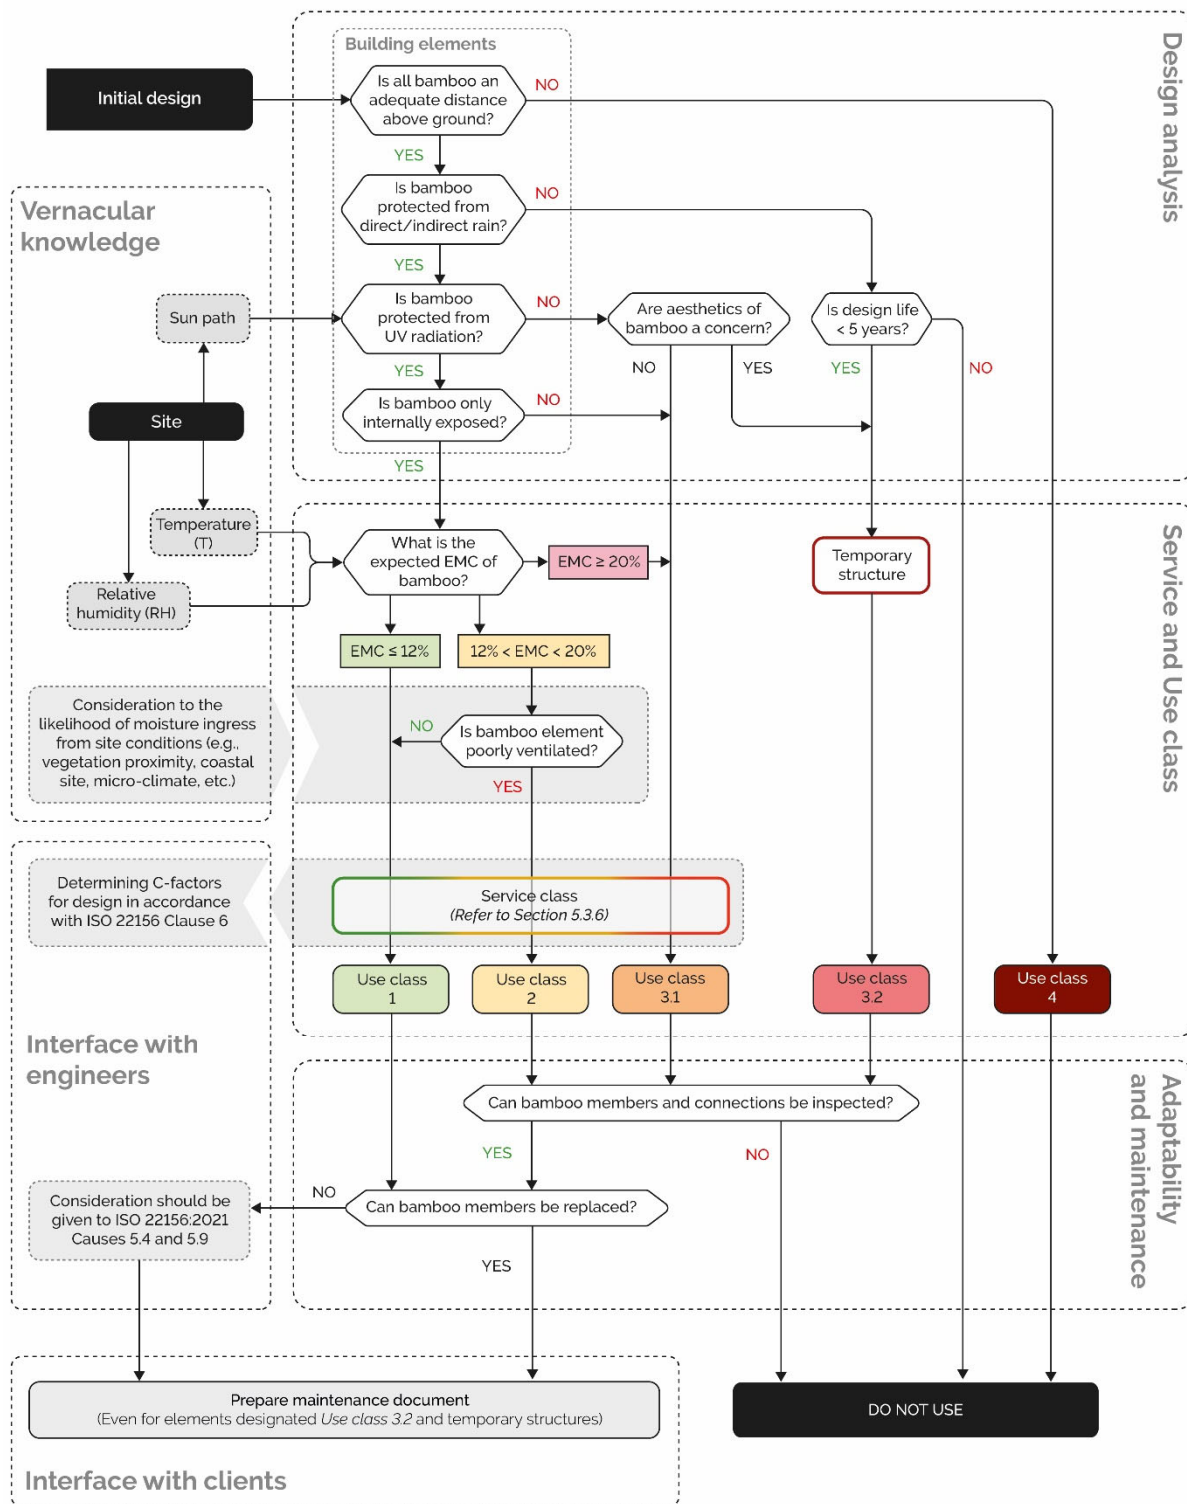 Building elements
Design analysis
Initial design
Is all bamboo an
adequate distance
above ground?
NO
YES
Is bamboo
protected from
direct/indirect rain?
NO
YES
Vernacular
knowledge
Sun path
Is bamboo
protected from
UV radiation?
NO
Are aesthetics of
bamboo a concern?
Is design life
< 5 years?
YES
NO
YES
YES
NO
Site
Is bamboo only
internally exposed?
NO
YES
Service and Use class
Temperature
(T)
What is the
expected EMC of
bamboo?
EMC ≥ 20%
Temporary
structure
Relative
humidity (RH)
EMC ≤ 12%
12% < EMC < 20%
Consideration to the
likelihood of moisture ingress
from site conditions (e.g.,
vegetation proximity, coastal
site, micro-climate, etc.)
NO
Is bamboo element
poorly ventilated?
YES
Determining C-factors
for design in accordance
with ISO 22156 Clause 6
Service class
(Refer to Section 5.3.6)
Use class
1
Use class
2
Use class
3.1
Use class
3.2
Use class
4
Interface with
engineers
Adaptability
and maintenance
Can bamboo members and connections be inspected?
YES
NO
Consideration should be
given to ISO 22156:2021
Causes 5.4 and 5.9
NO
Can bamboo members be replaced?
YES
Prepare maintenance document
(Even for elements designated Use class 3.2 and temporary structures)
DO NOT USE
Interface with clients